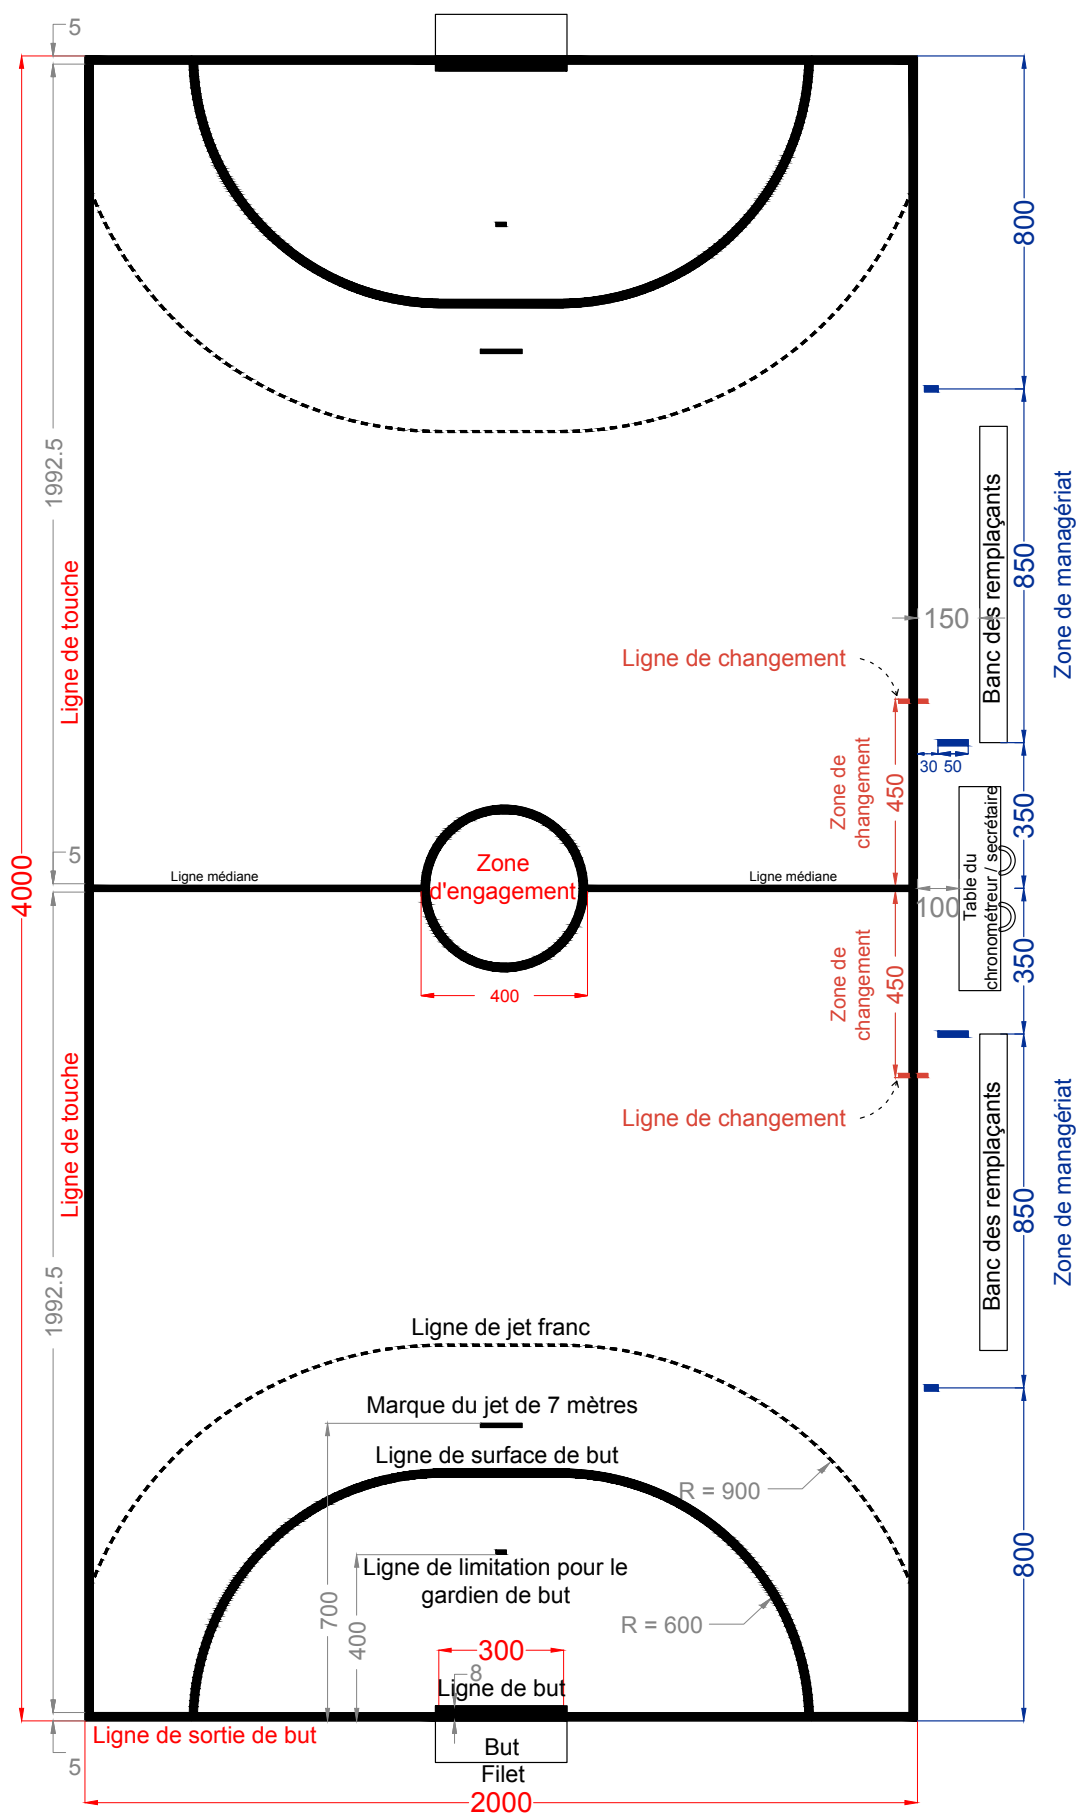 5
800
1992.5
Ligne de touche
Banc des remplaçants
850
Zone de managériat
150
Ligne de changement
Zone de
changement
450
30
50
350
5
4000
Ligne médiane
Zone
d'engagement
Ligne médiane
100
Table du
chronométreur / secrétaire
400
Zone de
changement
450
350
Ligne de touche
Ligne de changement
Banc des remplaçants
850
Zone de managériat
1992.5
Ligne de jet franc
Marque du jet de 7 mètres
Ligne de surface de but
R = 900
Ligne de limitation pour le
gardien de but
800
700
400
R = 600
300
8
Ligne de but
Ligne de sortie de but
But
5
Filet
2000